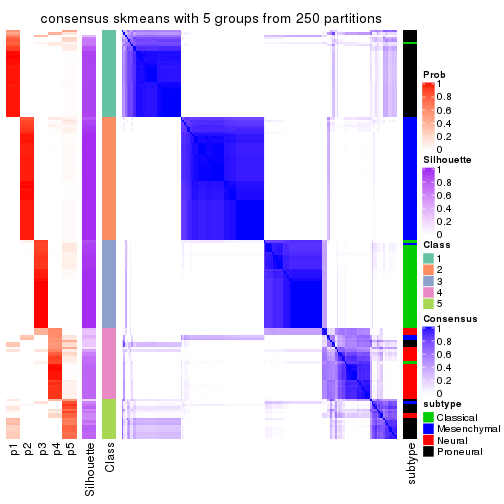 consensus skmeans with 5 groups from 250 partitions
Prob
1
0.8
0.6
0.4
0.2
0
Silhouette
1
0.8
0.6
0.4
0.2
0
Class
1
2
3
4
5
Consensus
1
0.8
0.6
0.4
0.2
0
subtype
Classical
Mesenchymal
Neural
Proneural
p1
p2
p3
p4
p5
Silhouette
Class
subtype